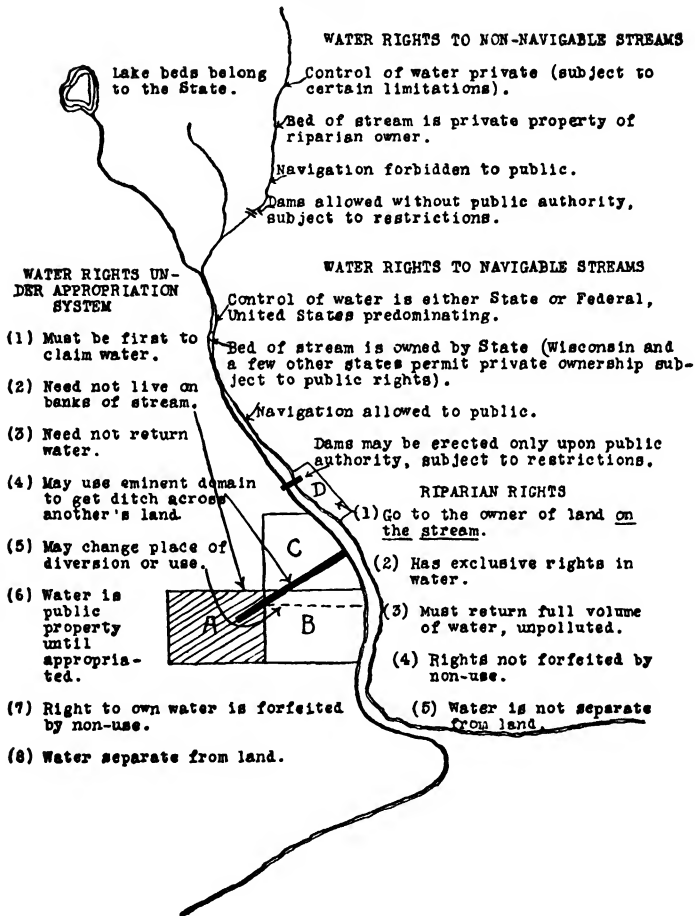 WATER RIGHTS TO NON-NAVIGABLE STREAMS
Lake beds belong
to the State.
Control of water private (subject to
certain limitations).
Bed of stream is private property of
riparian owner.
Navigation forbidden to public.
Dams allowed without public authority,
subject to restrictions.
WATER RIGHTS UN-
DER APPROPRIATION
SYSTEM
(1) Must be first to
claim water.
(2) Need not live on
banks of stream.
(3) Need not return
water.
(4) May use eminent domain
to get ditch across
another's land
(5) May change place of
diversion or use.
(6) Water is
public
property
until
appropria-
ted.
(7) Right to own water is forfeited
by non-use.
(8) Water separate from land.
WATER RIGHTS TO NAVIGABLE STREAMS
Control of water is either State or Federal,
United States predominating.
Bed of stream is owned by State (Wisconsin and
a few other states permit private ownership sub-
ject to public rights).
Navigation allowed to public.
Dams may be erected only upon public
authority, subject to restrictions.
D
RIPARIAN RIGHTS
(1) Go to the owner of land on
the stream.
(2) Has exclusive rights in
water.
(3) Must return full volume
of water, unpolluted.
(4) Rights not forfeited by
non-use.
(5) Water is not separate
from land.
C
A
B